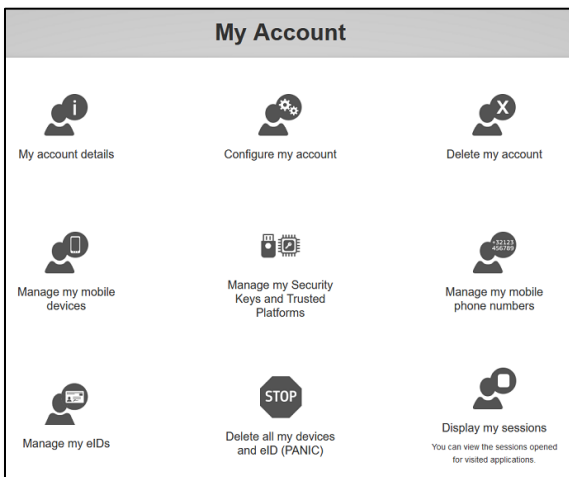 My Account
i
X
My account details
Configure my account
Delete my account
+32123
456789
Manage my mobile
devices
Manage my Security
Keys and Trusted
Platforms
Manage my mobile
phone numbers
STOP
Manage my eIDs
Delete all my devices
and eID (PANIC)
Display my sessions
You can view the sessions opened
for visited applications.